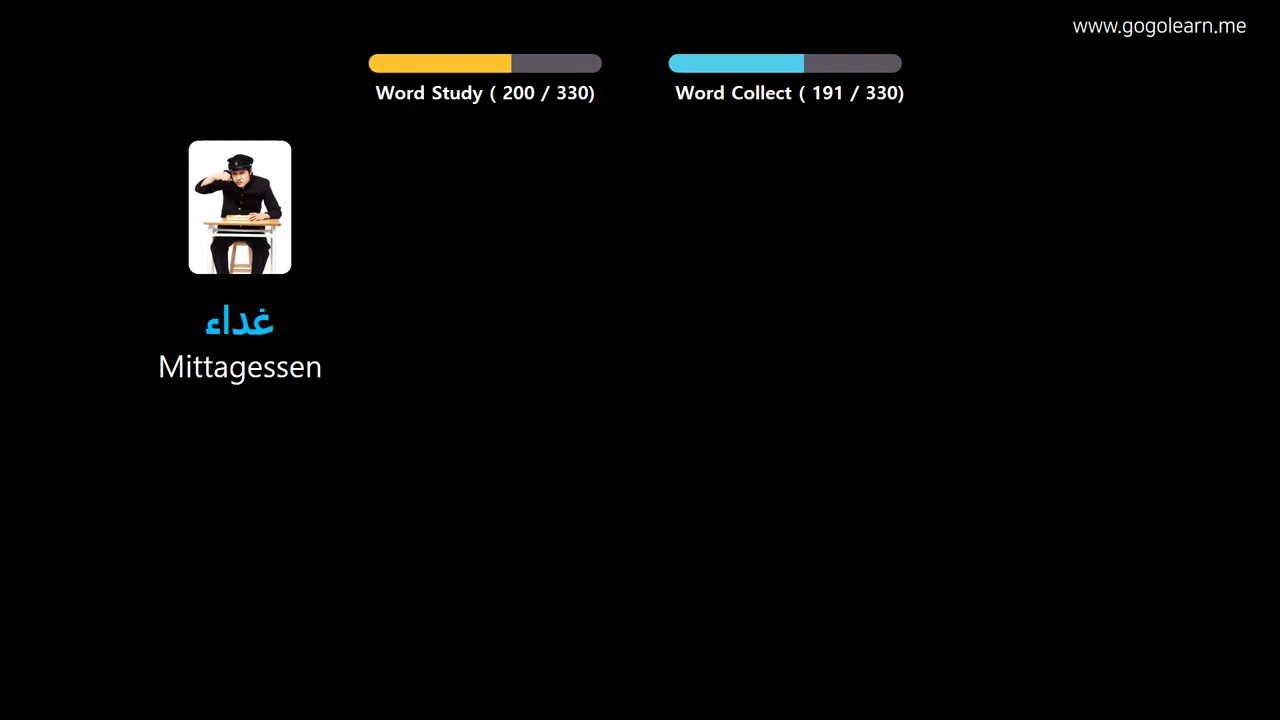 www.gogolearn.me
Word Study ( 200 / 330)
Word Collect ( 191 / 330)
غداء
Mittagessen